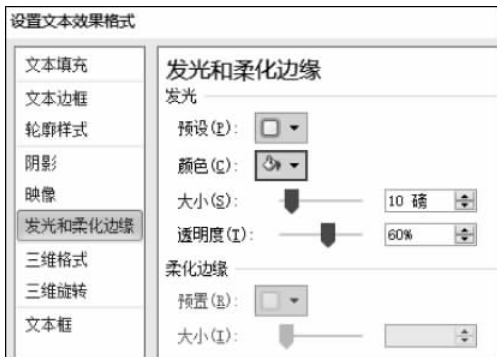 设置文本效果格式
文本填充
文本边框
轮廓样式
阴影
映像
发光和柔化边缘
三维格式
三维旋转
文本框
发光和柔化边缘
发光
预设(P):
颜色(C):
大小(S): 10 磅
透明度(T): 60%
柔化边缘
预置(R):
大小(I):